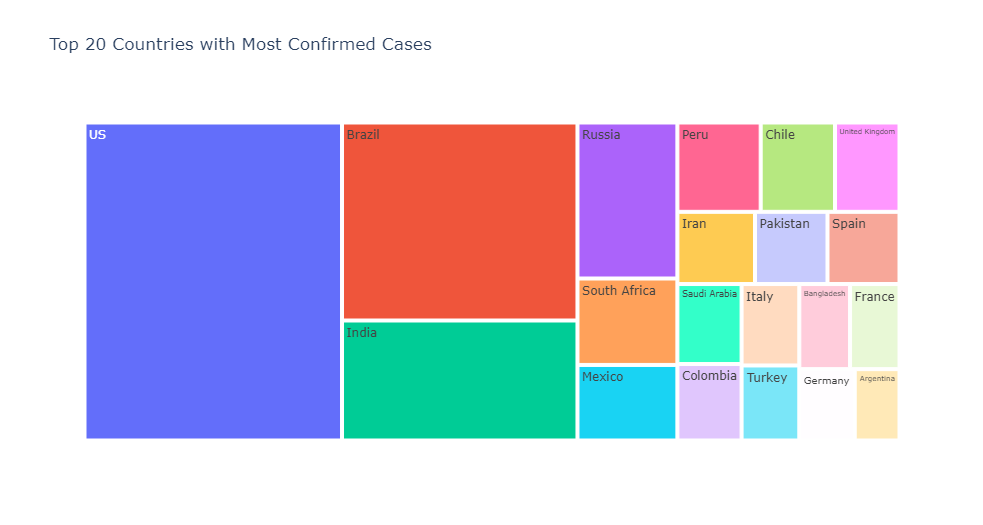 Top 20 Countries with Most Confirmed Cases
US
Brazil
India
Russia
South Africa
Mexico
Peru
Chile
United Kingdom
Iran
Pakistan
Spain
Saudi Arabia
Italy
Bangladesh
France
Colombia
Turkey
Germany
Argentina